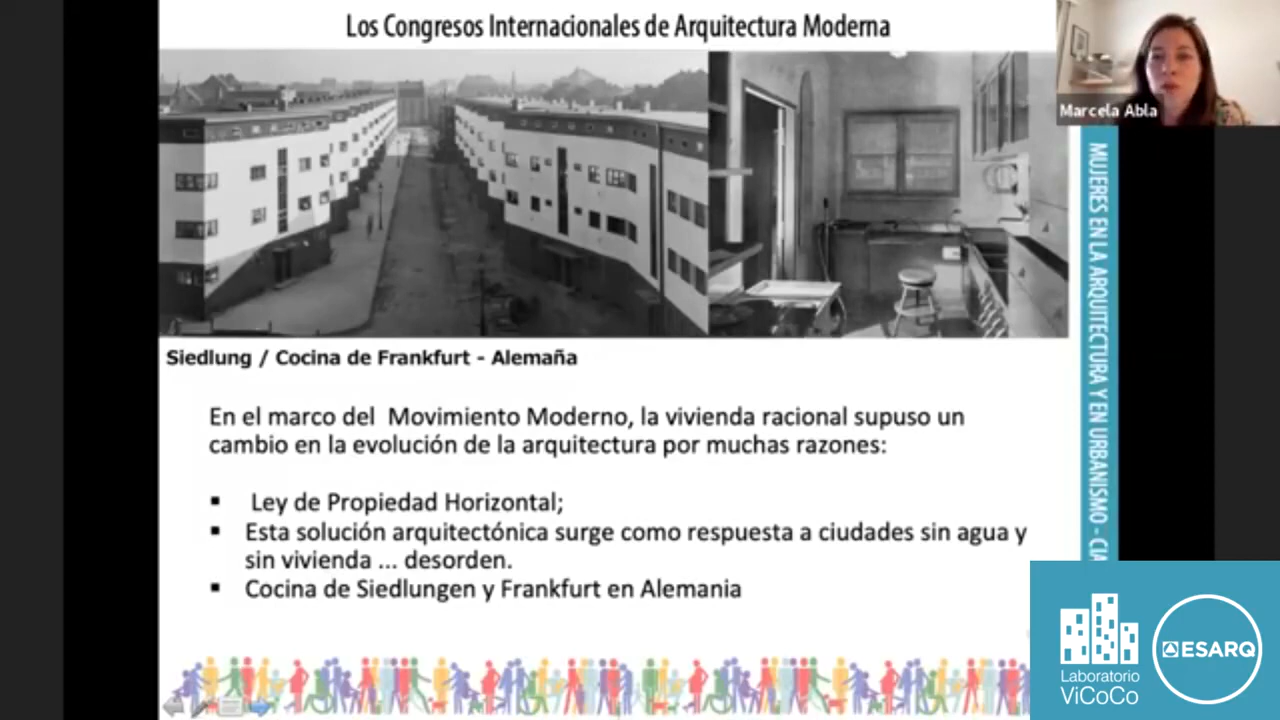 Los Congresos Internacionales de Arquitectura Moderna
Marcela Abla
Siedlung / Cocina de Frankfurt - Alemaña
En el marco del Movimiento Moderno, la vivienda racional supuso un
cambio en la evolución de la arquitectura por muchas razones:
▪ Ley de Propiedad Horizontal;
▪ Esta solución arquitectónica surge como respuesta a ciudades sin agua y
sin vivienda ... desorden.
▪ Cocina de Siedlungen y Frankfurt en Alemania
MUJERES EN LA ARQUITECTURA Y EN URBANISMO -
Laboratorio
ViCoCo
ESARQ